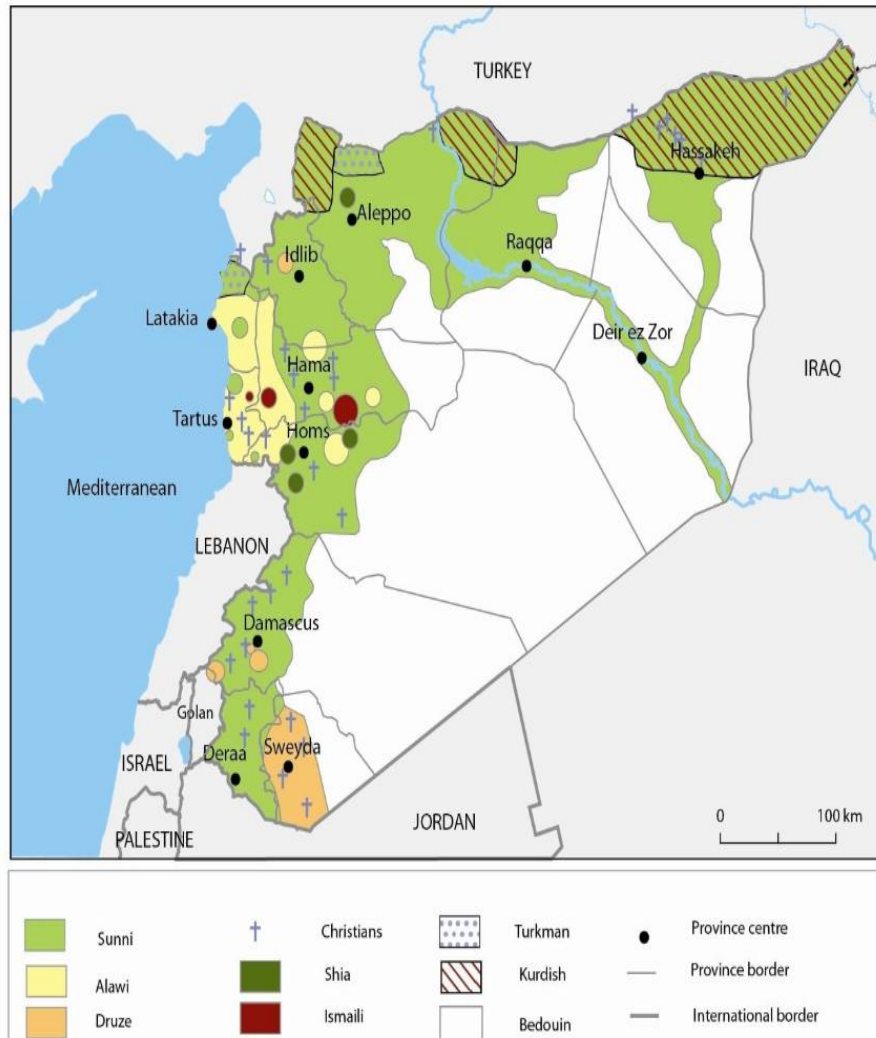 TURKEY
Hassakeh
Aleppo
Idlib
Raqqa
Latakia
Deir ez Zor
Hama
IRAQ
Tartus
Homs
Mediterranean
LEBANON
Damascus
Golan
Sweyda
ISRAEL
Deraa
JORDAN
PALESTINE
0 100 km
Sunni Christians Turkman Province centre
Alawi Shia Kurdish Province border
Druze Ismaili Bedouin International border